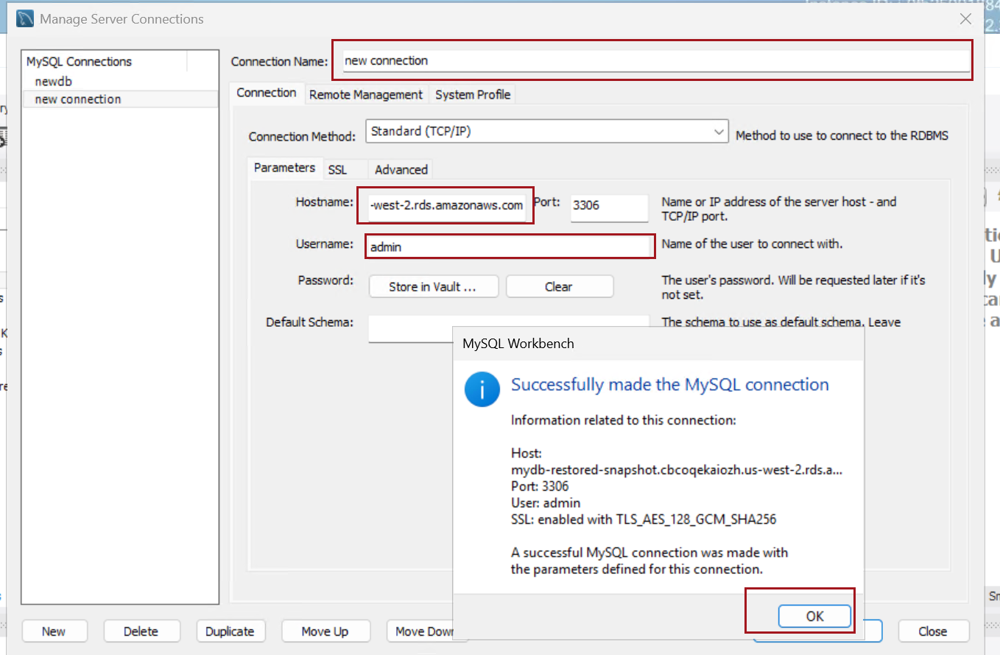 Manage Server Connections
MySQL Connections
newdb
new connection
Connection Name:
new connection
Connection
Remote Management
System Profile
Connection Method:
Standard (TCP/IP)
Method to use to connect to the RDBMS
Parameters
SSL
Advanced
Hostname:
-west-2.rds.amazonaws.com
Port:
3306
Name or IP address of the server host - and
TCP/IP port.
Username:
admin
Name of the user to connect with.
Password:
Store in Vault ...
Clear
The user's password. Will be requested later if it's
not set.
Default Schema:
The schema to use as default schema. Leave
MySQL Workbench
Successfully made the MySQL connection
Information related to this connection:
Host:
mydb-restored-snapshot.cbcoqekaiozh.us-west-2.rds.a...
Port: 3306
User: admin
SSL: enabled with TLS_AES_128_GCM_SHA256
A successful MySQL connection was made with
the parameters defined for this connection.
OK
New
Delete
Duplicate
Move Up
Move Down
Close